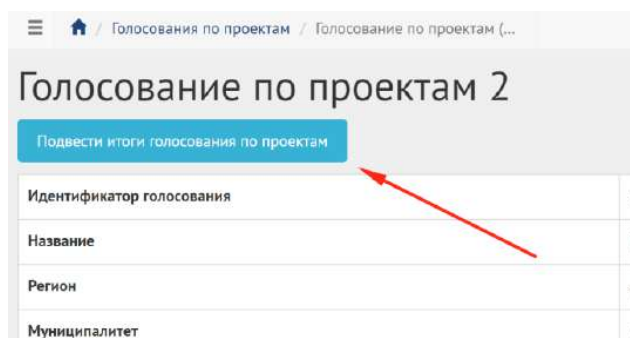 / Голосования по проектам / Голосование по проектам (...
Голосование по проектам 2
Подвести итоги голосования по проектам
Идентификатор голосования
Название
Регион
Муниципалитет